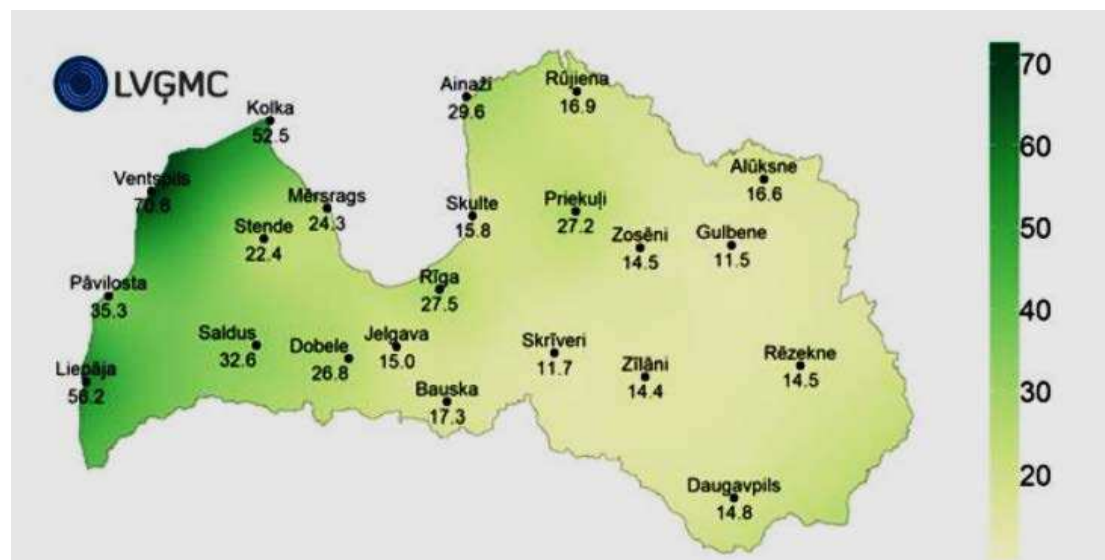 LVĢMC
Kolka
52.5
Ainaži
29.6
Rūjiena
16.9
Ventspils
70.8
Mērsrags
24.3
Stende
22.4
Skulte
15.8
Priekuļi
27.2
Alūksne
16.6
Zosēni
14.5
Gulbene
11.5
Pāvilosta
35.3
Rīga
27.5
Saldus
32.6
Dobele
26.8
Jelgava
15.0
Liepāja
56.2
Bauska
17.3
Skrīveri
11.7
Zīlāni
14.4
Rēzekne
14.5
Daugavpils
14.8
70
60
50
40
30
20